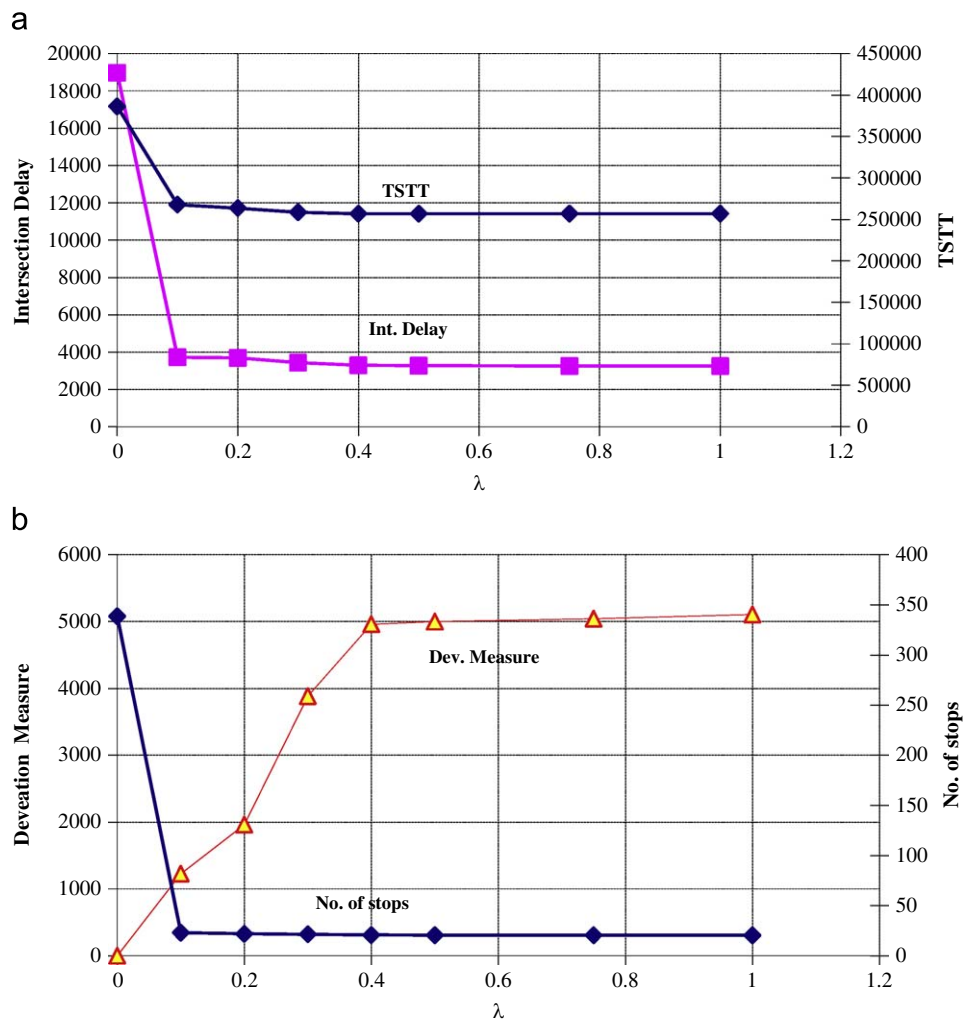 a
20000 450000
18000 400000
16000 350000
14000 300000
12000 250000
10000 200000
8000 150000
6000 100000
4000 50000
2000 0
0
Intersection Delay
TSTT
TSTT
Int. Delay
0 0.2 0.4 0.6 0.8 1 1.2
λ
b
6000 400
5000 350
4000 300
3000 250
2000 200
1000 150
0 100
50
0
Deveation Measure
No. of stops
Dev. Measure
No. of stops
0 0.2 0.4 0.6 0.8 1 1.2
λ